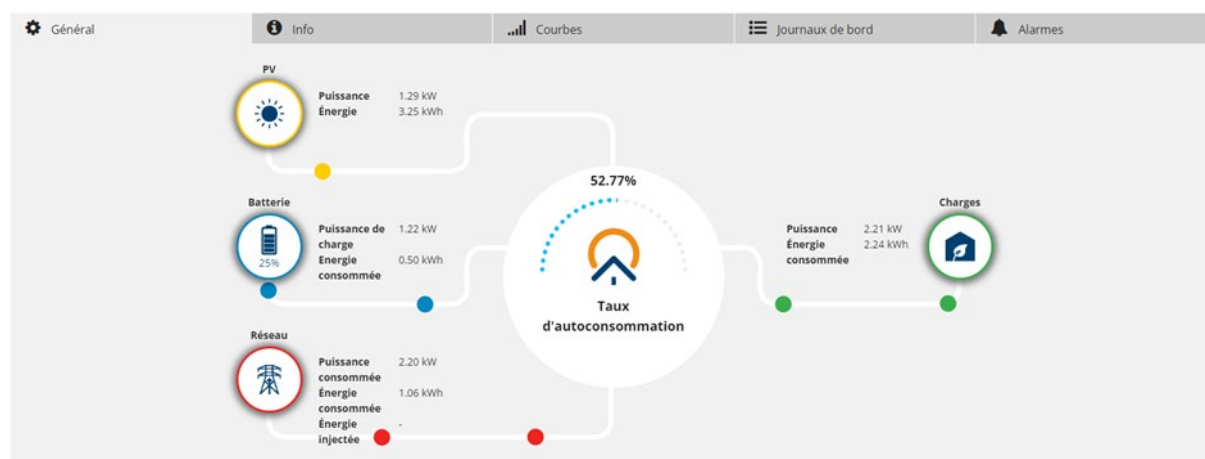 Général
Info
Courbes
Journaux de bord
Alarmes
PV
Puissance 1.29 kW
Énergie 3.25 kWh
52.77%
Taux
d'autoconsommation
Batterie
25%
Puissance de 1.22 kW
charge
Energie 0.50 kWh
consommée
Charges
Puissance 2.21 kW
Énergie 2.24 kWh
consommée
Réseau
Puissance 2.20 kW
consommée
Énergie 1.06 kWh
consommée
Énergie -
injectée